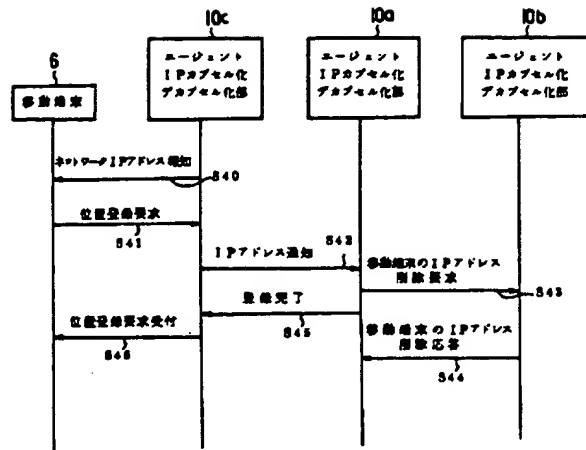 10c
10a
10b
6
移動端末
エージェント
IPカプセル化
デカプセル化部
エージェント
IPカプセル化
デカプセル化部
エージェント
IPカプセル化
デカプセル化部
ネットワークIPアドレス報知
S40
位置登録要求
S41
IPアドレス通知
S42
移動端末のIPアドレス
削除要求
S43
登録完了
S45
移動端末のIPアドレス
削除応答
S44
位置登録要求受付
S46